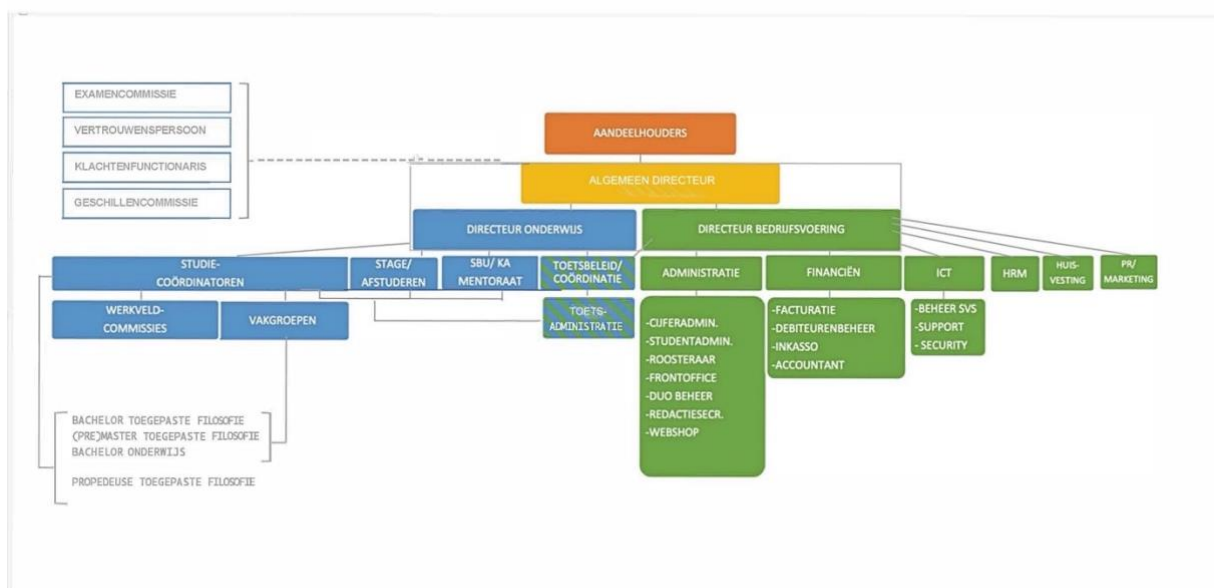 EXAMENCOMMISSIE
VERTROUWENSPERSOON
KLACHTENFUNCTIONARIS
GESCHILLENCOMMISSIE
AANDEELHOUDERS
ALGEMEEN DIRECTEUR
DIRECTEUR ONDERWIJS
DIRECTEUR BEDRIJFSVOERING
STUDIE-
COÖRDINATOREN
STAGE/
AFSTUDEREN
SBU/ KA
MENTORAAT
TOETSBELEID/
COÖRDINATIE
ADMINISTRATIE
FINANCIËN
ICT
HRM
HUIS-
VESTING
PR/
MARKETING
WERKVELD-
COMMISSIES
VAKGROEPEN
TOETS-
ADMINISTRATIE
-CIJFERADMIN.
-STUDENTADMIN.
-ROOSTERAAR
-FRONTOFFICE
-DUO BEHEER
-REDACTIESECR.
-WEBSHOP
-FACTURATIE
-DEBITEURENBEHEER
-INKASSO
-ACCOUNTANT
-BEHEER SVS
-SUPPORT
- SECURITY
BACHELOR TOEGEPASTE FILOSOFIE
(PRE)MASTER TOEGEPASTE FILOSOFIE
BACHELOR ONDERWIJS
PROPEDEUSE TOEGEPASTE FILOSOFIE